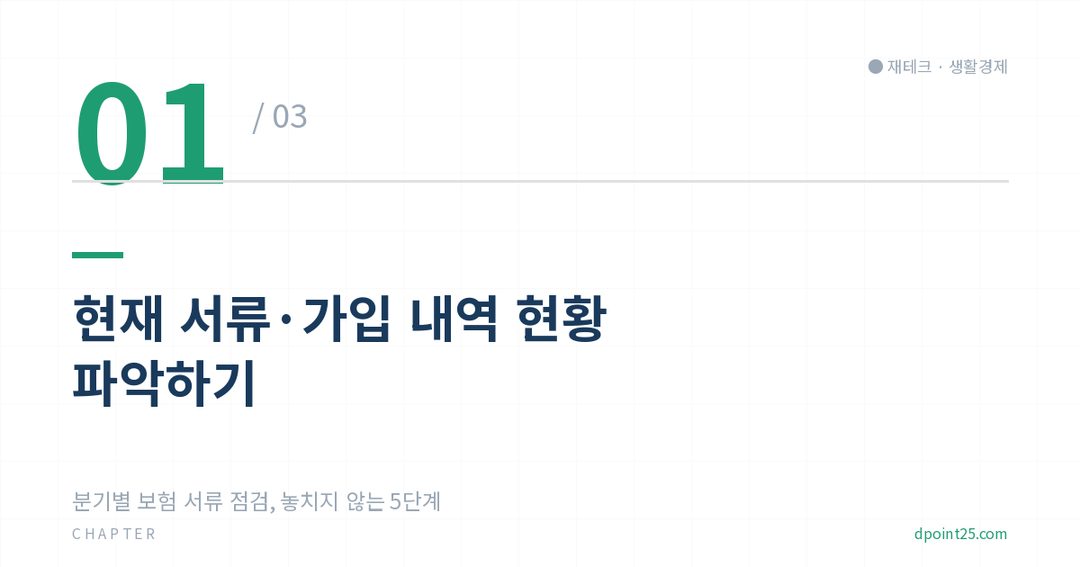 01 / 03
● 재테크 · 생활경제
현재 서류·가입 내역 현황
파악하기
분기별 보험 서류 점검, 놓치지 않는 5단계
CHAPTER
dpoint25.com